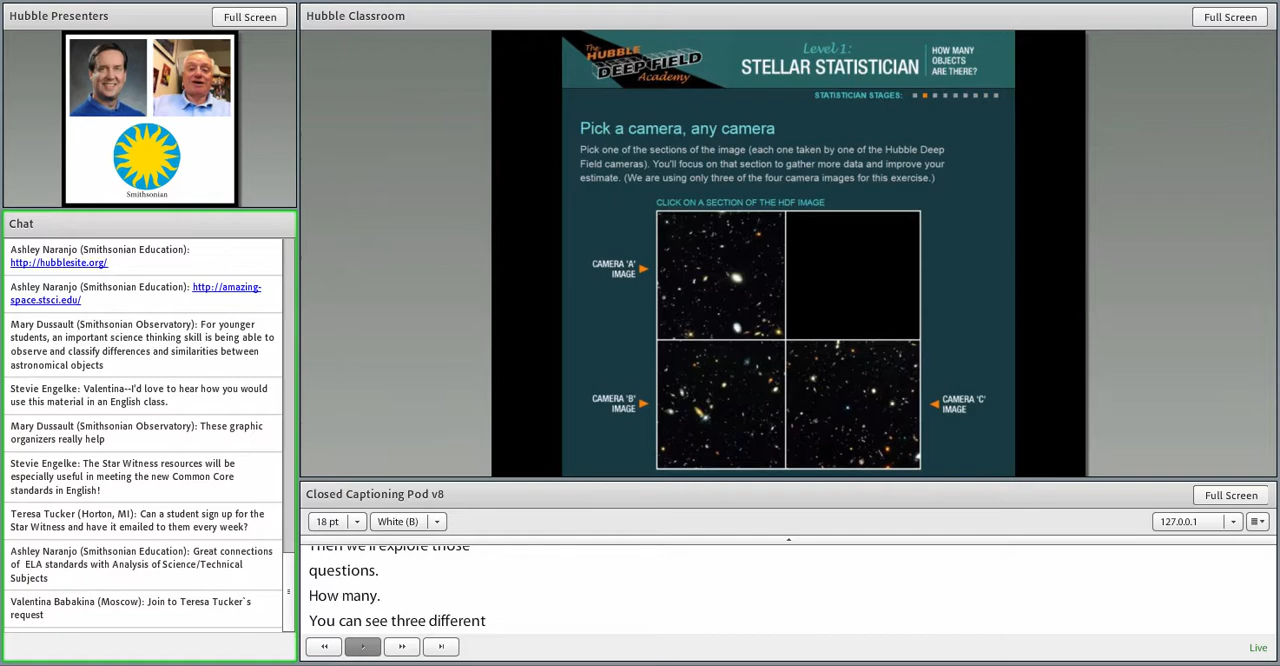 Hubble Presenters
Full Screen
Smithsonian
Chat
Ashley Naranjo (Smithsonian Education):
http://hubblesite.org/
Ashley Naranjo (Smithsonian Education): http://amazing-
space.stsci.edu/
Mary Dussault (Smithsonian Observatory): For younger
students, an important science thinking skill is being able to
observe and classify differences and similarities between
astronomical objects
Stevie Engelke: Valentina--I'd love to hear how you would
use this material in an English class.
Mary Dussault (Smithsonian Observatory): These graphic
organizers really help
Stevie Engelke: The Star Witness resources will be
especially useful in meeting the new Common Core
standards in English!
Teresa Tucker (Horton, MI): Can a student sign up for the
Star Witness and have it emailed to them every week?
Ashley Naranjo (Smithsonian Education): Great connections
of ELA standards with Analysis of Science/Technical
Subjects
Valentina Babakina (Moscow): Join to Teresa Tucker`s
request
Hubble Classroom
Full Screen
The HUBBLE
DEEP FIELD
Academy
Level 1:
STELLAR STATISTICIAN
HOW MANY
OBJECTS
ARE THERE?
STATISTICIAN STAGES:
Pick a camera, any camera
Pick one of the sections of the image (each one taken by one of the Hubble Deep
Field cameras). You'll focus on that section to gather more data and improve your
estimate. (We are using only three of the four camera images for this exercise.)
CLICK ON A SECTION OF THE HDF IMAGE
CAMERA 'A'
IMAGE
CAMERA 'B'
IMAGE
CAMERA 'C'
IMAGE
Closed Captioning Pod v8
Full Screen
18 pt
White (B)
127.0.0.1
Then we'll explore those
questions.
How many.
You can see three different
Live